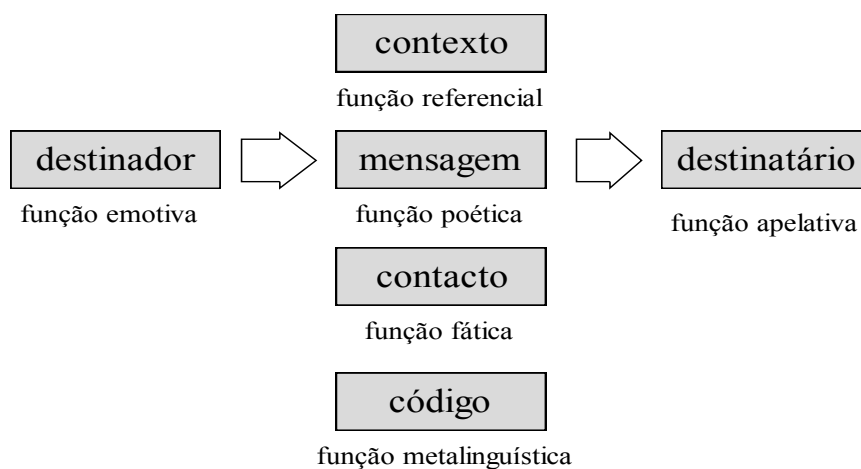 contexto
função referencial
destinador
mensagem
destinatário
função emotiva
função poética
função apelativa
contacto
função fática
código
função metalinguística